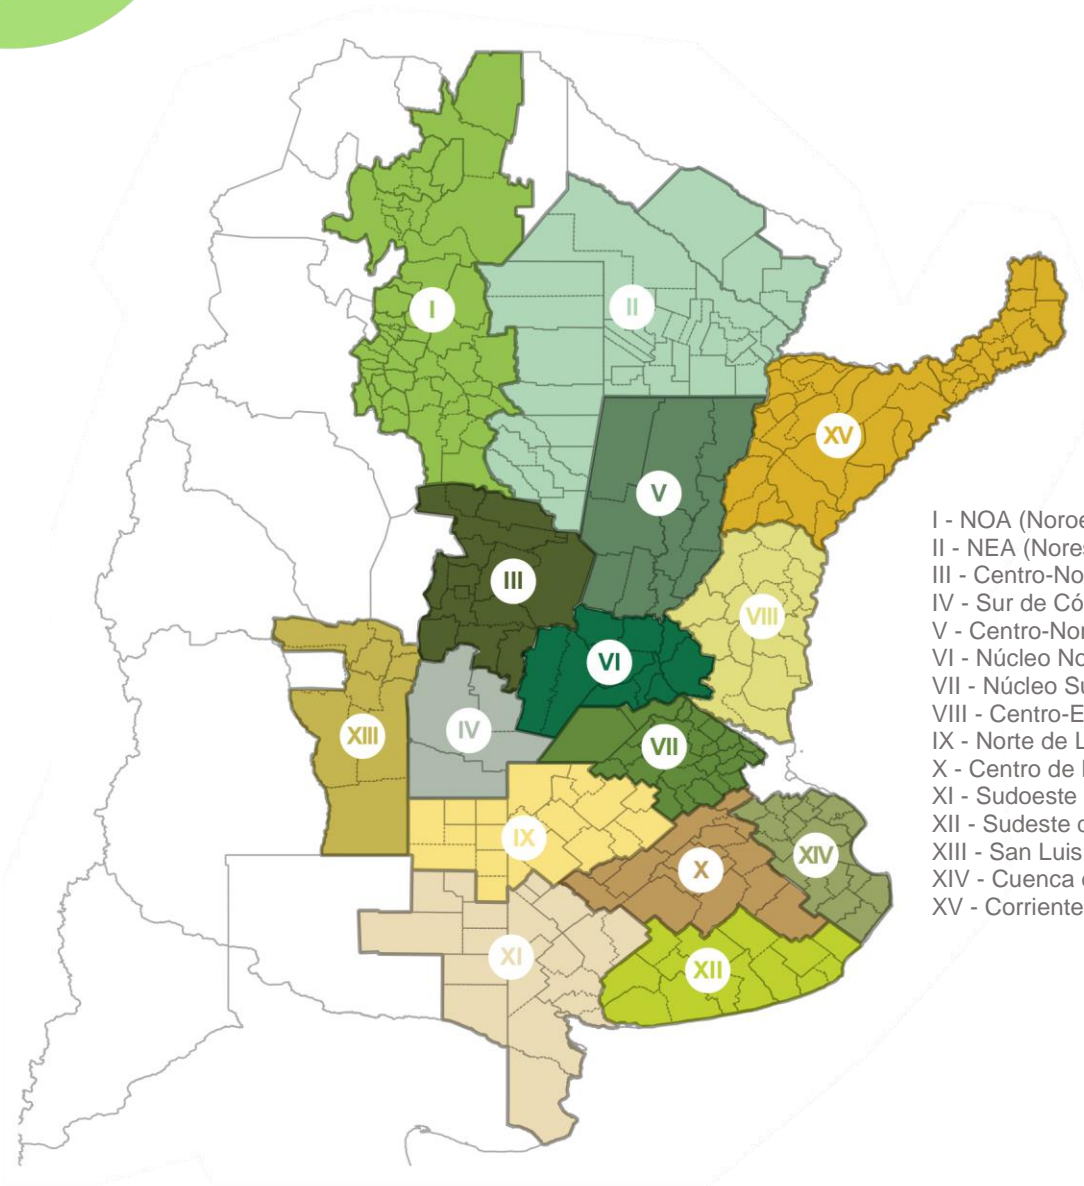 I
II
XV
V
III
VIII
VI
IV
XIII
VII
IX
XIV
X
XI
XII
I - NOA (Noroe
II - NEA (Nores
III - Centro-No
IV - Sur de Có
V - Centro-Nor
VI - Núcleo No
VII - Núcleo Su
VIII - Centro-E
IX - Norte de L
X - Centro de
XI - Sudoeste
XII - Sudeste
XIII - San Luis
XIV - Cuenca
XV - Corriente